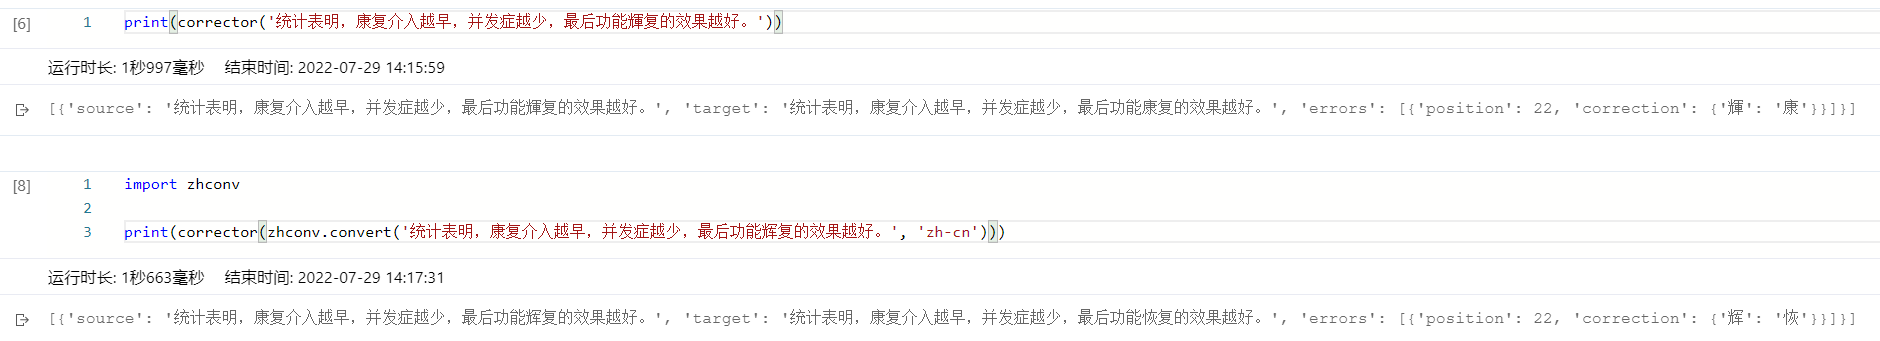 [6] 1 print(corrector('统计表明，康复介入越早，并发症越少，最后功能輝复的效果越好。'))
运行时长: 1秒997毫秒 结束时间: 2022-07-29 14:15:59
[{'source': '统计表明，康复介入越早，并发症越少，最后功能輝复的效果越好。', 'target': '统计表明，康复介入越早，并发症越少，最后功能康复的效果越好。', 'errors': [{'position': 22, 'correction': {'輝': '康'}}]}]
[8] 1 import zhconv
2
3 print(corrector(zhconv.convert('统计表明，康复介入越早，并发症越少，最后功能辉复的效果越好。', 'zh-cn')))
运行时长: 1秒663毫秒 结束时间: 2022-07-29 14:17:31
[{'source': '统计表明，康复介入越早，并发症越少，最后功能辉复的效果越好。', 'target': '统计表明，康复介入越早，并发症越少，最后功能恢复的效果越好。', 'errors': [{'position': 22, 'correction': {'辉': '恢'}}]}]